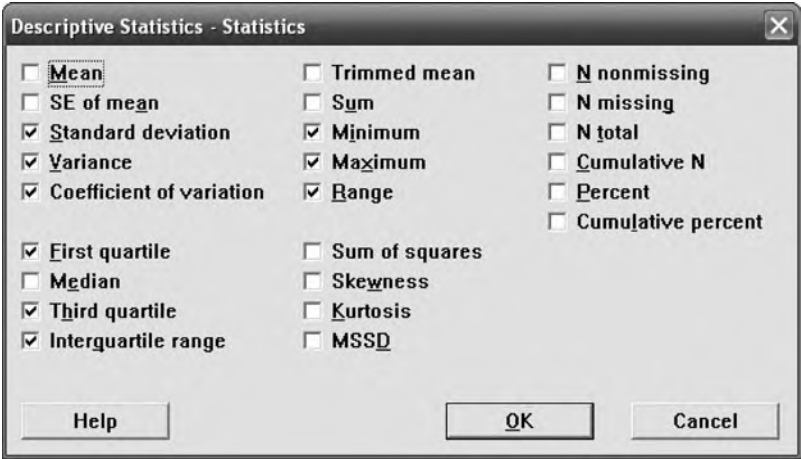 Descriptive Statistics - Statistics
Mean Trimmed mean N nonmissing
SE of mean Sum N missing
Standard deviation Minimum N total
Variance Maximum Cumulative N
Coefficient of variation Range Percent
Cumulative percent
First quartile Sum of squares
Median Skewness
Third quartile Kurtosis
Interquartile range MSSD
Help OK Cancel